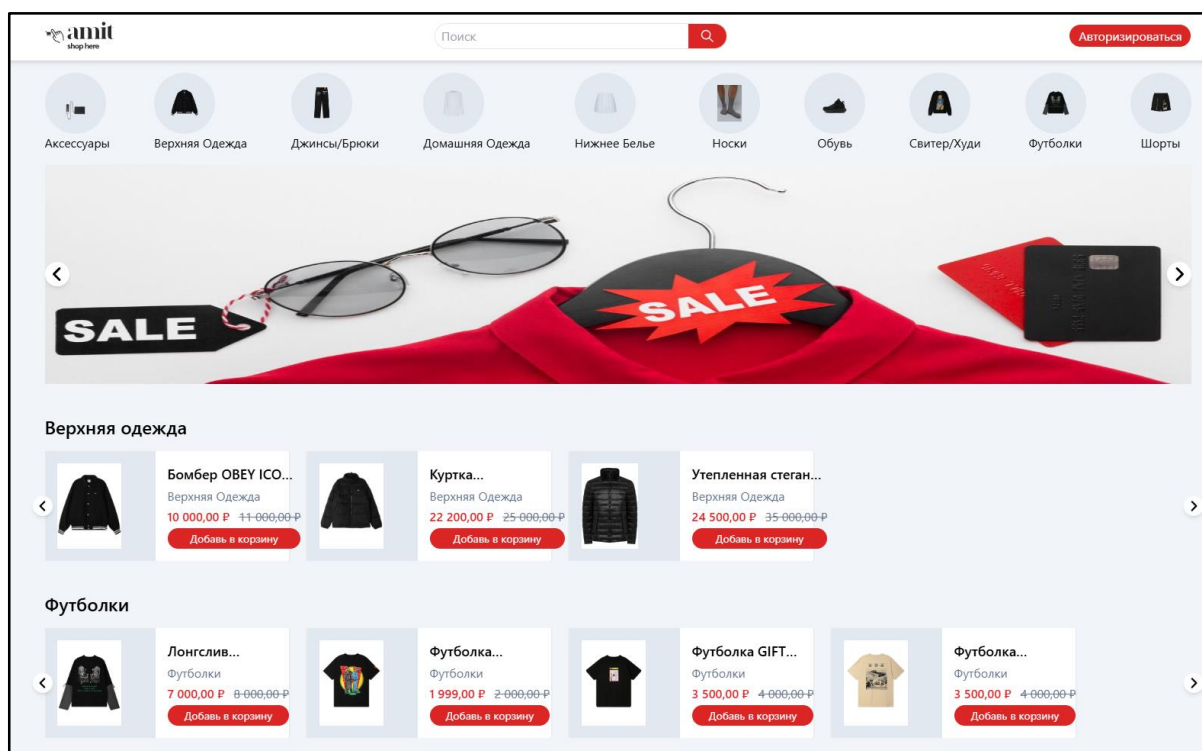 amit
shop here
Поиск
Авторизироваться
Аксессуары
Верхняя Одежда
Джинсы/Брюки
Домашняя Одежда
Нижнее Белье
Носки
Обувь
Свитер/Худи
Футболки
Шорты
SALE
SALE
Верхняя одежда
Бомбер OBEY ICO...
Верхняя Одежда
10 000,00 ₽ 11 000,00 ₽
Добавь в корзину
Куртка...
Верхняя Одежда
22 200,00 ₽ 25 000,00 ₽
Добавь в корзину
Утепленная стеган...
Верхняя Одежда
24 500,00 ₽ 35 000,00 ₽
Добавь в корзину
Футболки
Лонгслив...
Футболки
7 000,00 ₽ 8 000,00 ₽
Добавь в корзину
Футболка...
Футболки
1 999,00 ₽ 2 000,00 ₽
Добавь в корзину
Футболка GIFT...
Футболки
3 500,00 ₽ 4 000,00 ₽
Добавь в корзину
Футболка...
Футболки
3 500,00 ₽ 4 000,00 ₽
Добавь в корзину